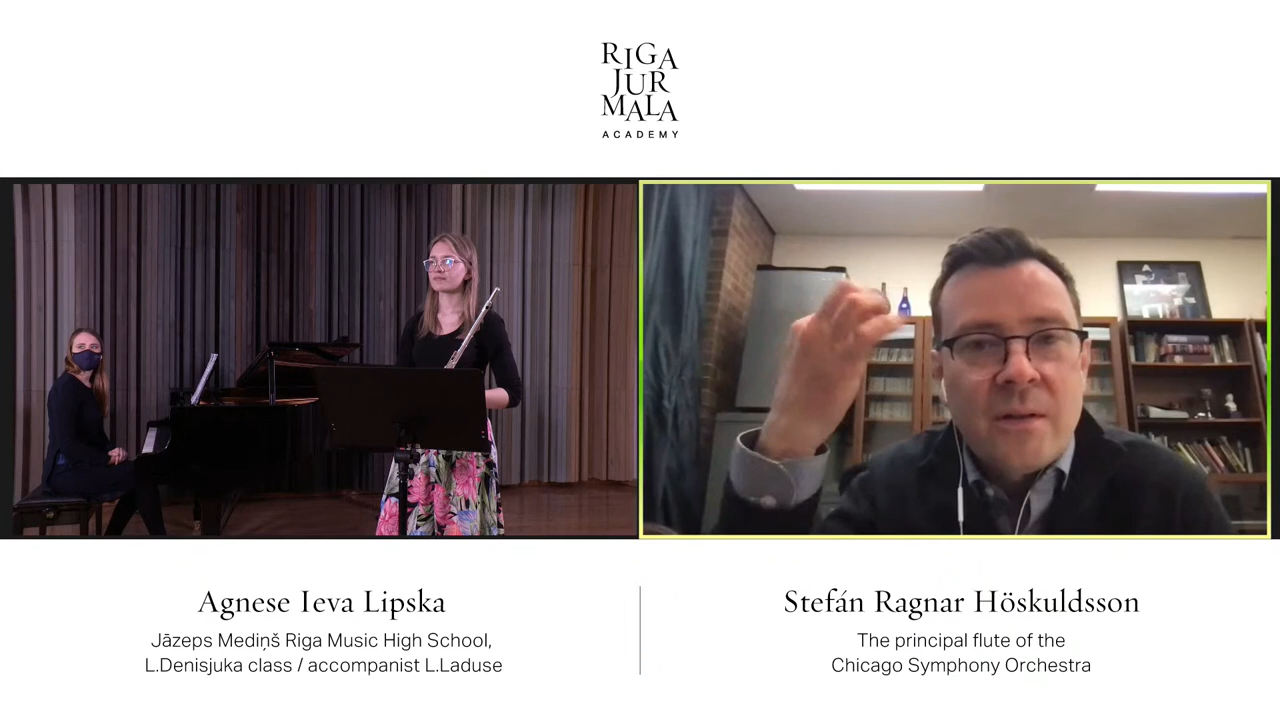 RIGA
JUR
MALA
ACADEMY
Agnese Ieva Lipska
Jāzeps Mediņš Riga Music High School,
L.Denisjuka class / accompanist L.Laduse
Stefán Ragnar Höskuldsson
The principal flute of the
Chicago Symphony Orchestra